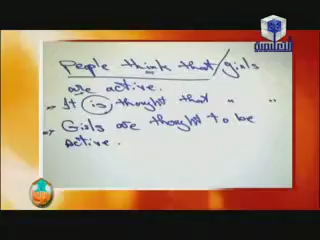 People think that / girls
are active.
⇒ It is thought that " "
⇒ Girls are thought to be
active.